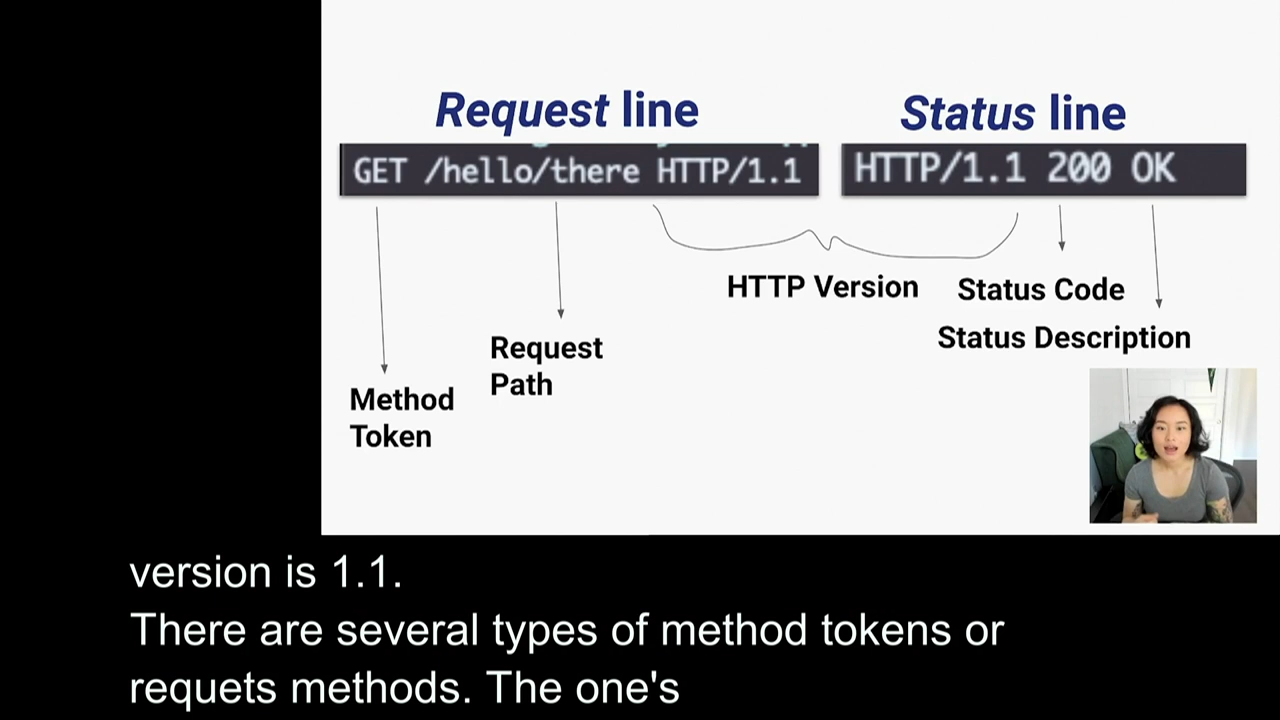 Request line
Status line
GET /hello/there HTTP/1.1
HTTP/1.1 200 OK
HTTP Version
Status Code
Status Description
Request
Path
Method
Token
version is 1.1.
There are several types of method tokens or
requets methods. The one's